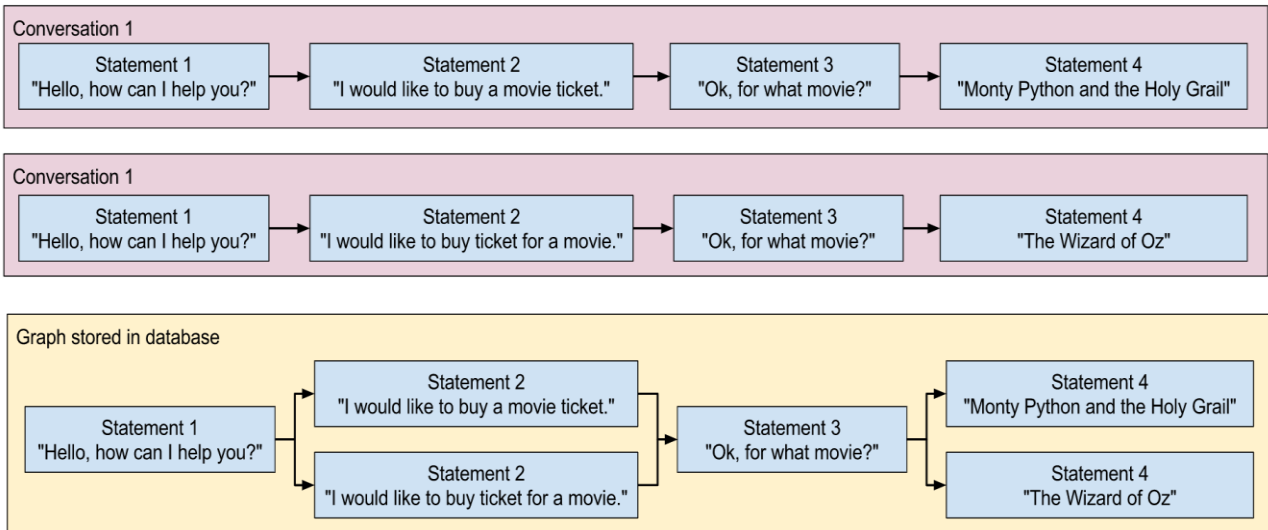 Conversation 1
Statement 1
"Hello, how can I help you?"
Statement 2
"I would like to buy a movie ticket."
Statement 3
"Ok, for what movie?"
Statement 4
"Monty Python and the Holy Grail"
Conversation 1
Statement 1
"Hello, how can I help you?"
Statement 2
"I would like to buy ticket for a movie."
Statement 3
"Ok, for what movie?"
Statement 4
"The Wizard of Oz"
Graph stored in database
Statement 1
"Hello, how can I help you?"
Statement 2
"I would like to buy a movie ticket."
Statement 2
"I would like to buy ticket for a movie."
Statement 3
"Ok, for what movie?"
Statement 4
"Monty Python and the Holy Grail"
Statement 4
"The Wizard of Oz"